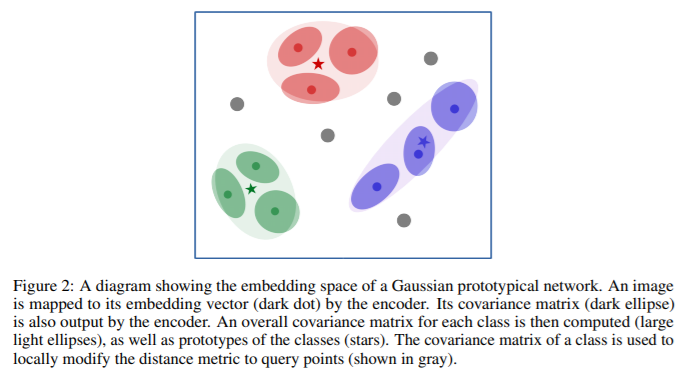 Figure 2: A diagram showing the embedding space of a Gaussian prototypical network. An image
is mapped to its embedding vector (dark dot) by the encoder. Its covariance matrix (dark ellipse)
is also output by the encoder. An overall covariance matrix for each class is then computed (large
light ellipses), as well as prototypes of the classes (stars). The covariance matrix of a class is used to
locally modify the distance metric to query points (shown in gray).